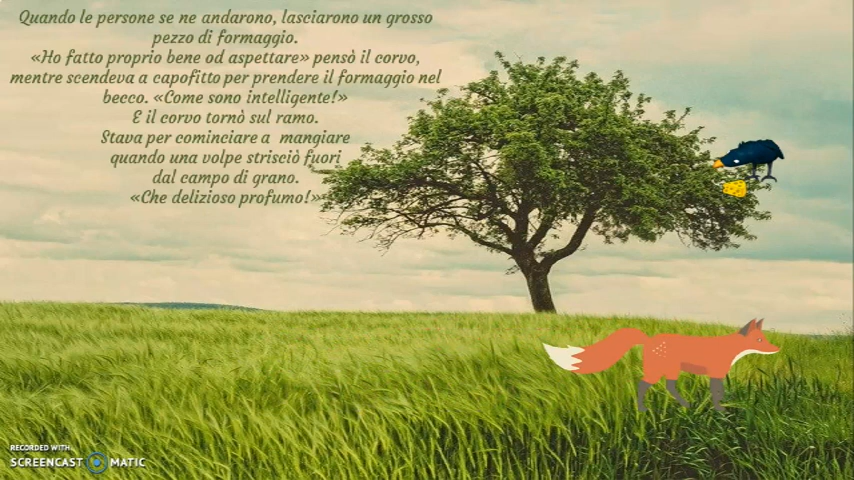 Quando le persone se ne andarono, lasciarono un grosso
pezzo di formaggio.
«Ho fatto proprio bene od aspettare» pensò il corvo,
mentre scendeva a capofitto per prendere il formaggio nel
becco. «Come sono intelligente!»
E il corvo tornò sul ramo.
Stava per cominciare a mangiare
quando una volpe strisciò fuori
dal campo di grano.
«Che delizioso profumo!»
RECORDED WITH
SCREENCAST MATIC